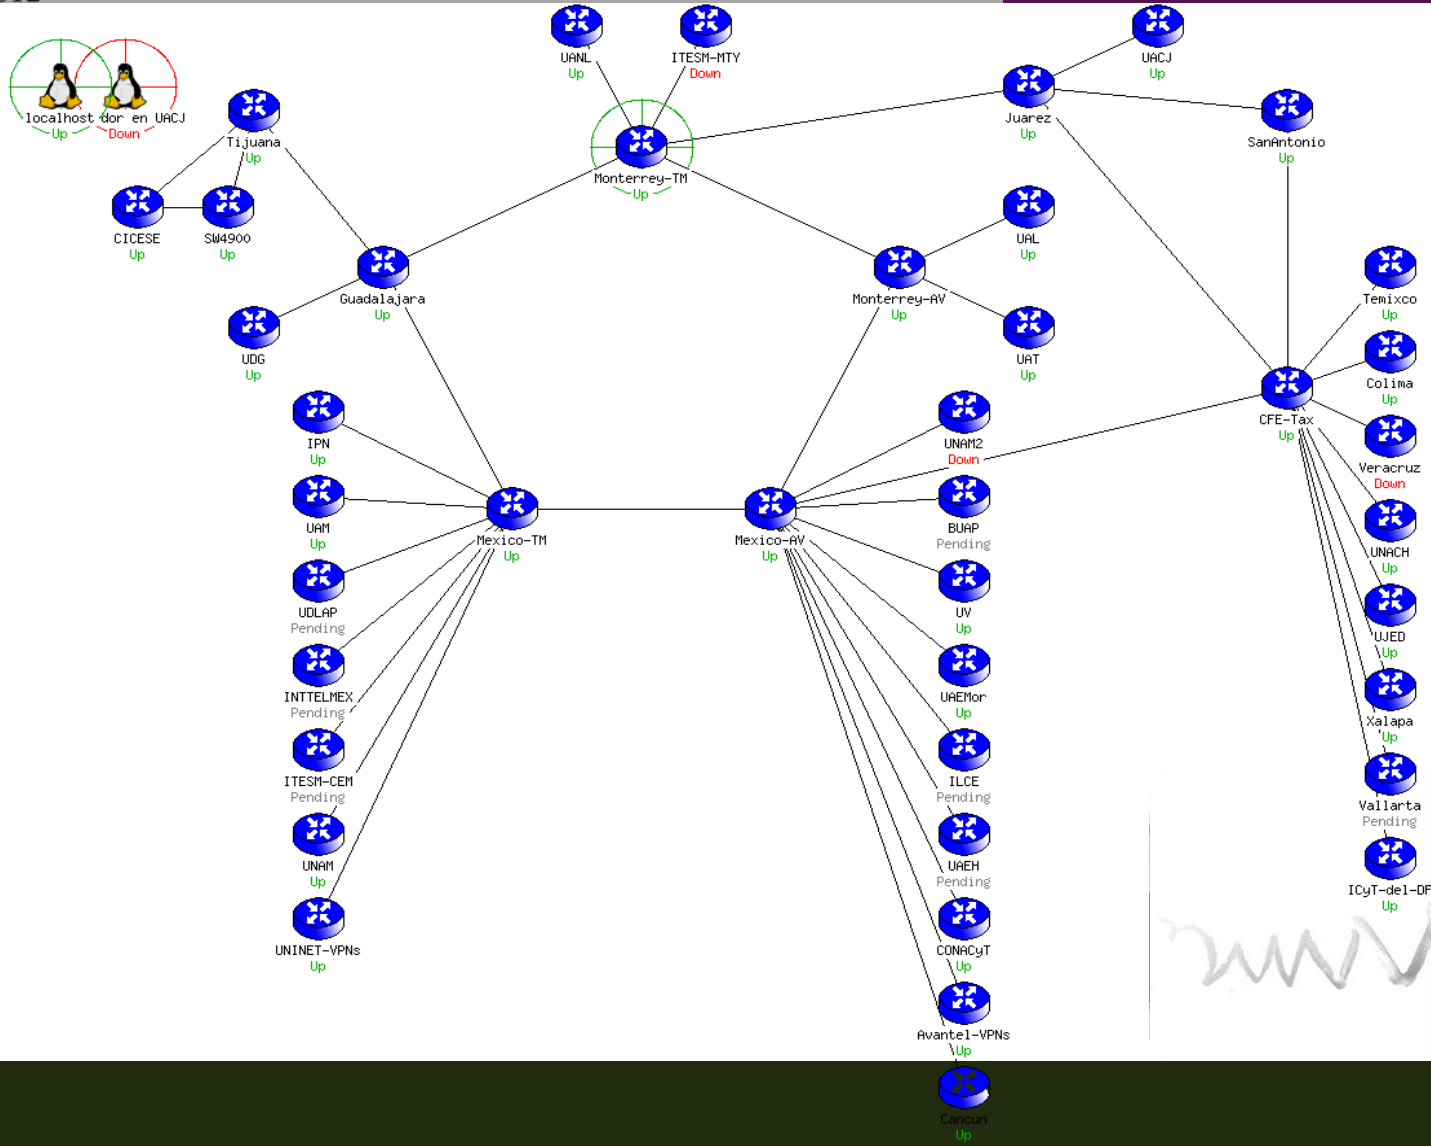 UANL
Up
ITESM-MTY
Down
UACJ
Up
localhost
Up
dor en UACJ
Down
Tijuana
Up
Juarez
Up
SanAntonio
Up
Monterrey-TM
Up
CICESE
Up
SW4900
Up
UAL
Up
Guadalajara
Up
Monterrey-AV
Up
Temixco
Up
UDG
Up
UAT
Up
Colima
Up
IPN
Up
UNAM2
Down
CFE-Tax
Up
Veracruz
Down
UAM
Up
Mexico-TM
Up
Mexico-AV
Up
BUAP
Pending
UNACH
Up
UDLAP
Pending
UV
Up
UJED
Up
INTTELMEX
Pending
UAEMor
Up
Xalapa
Up
ITESM-CEM
Pending
ILCE
Pending
Vallarta
Pending
UNAM
Up
UAEH
Pending
ICyT-del-DF
Up
UNINET-VPNs
Up
CONACyT
Up
Avantel-VPNs
Up
Cancun
Up